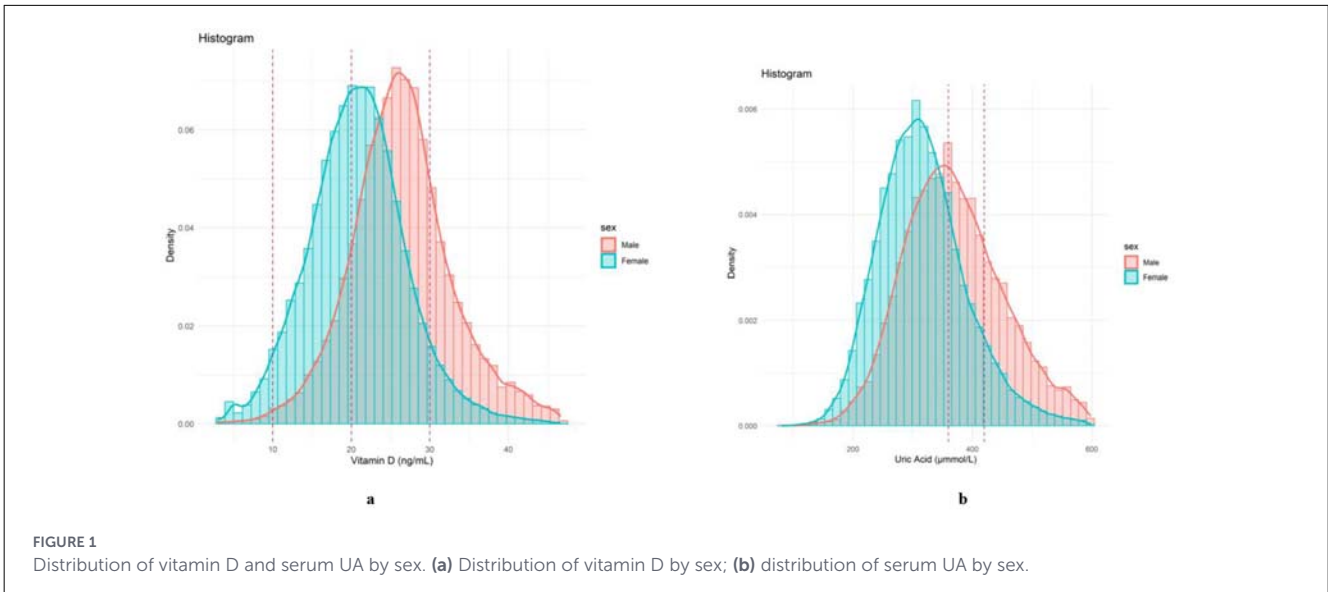 Histogram
0.06
0.04
0.02
0.00
Density
10 20 30 40
Vitamin D (ng/mL)
sex
Male
Female
a
Histogram
0.006
0.004
0.002
0.000
Density
200 400 600
Uric Acid (μmmol/L)
sex
Male
Female
b
FIGURE 1
Distribution of vitamin D and serum UA by sex. (a) Distribution of vitamin D by sex; (b) distribution of serum UA by sex.